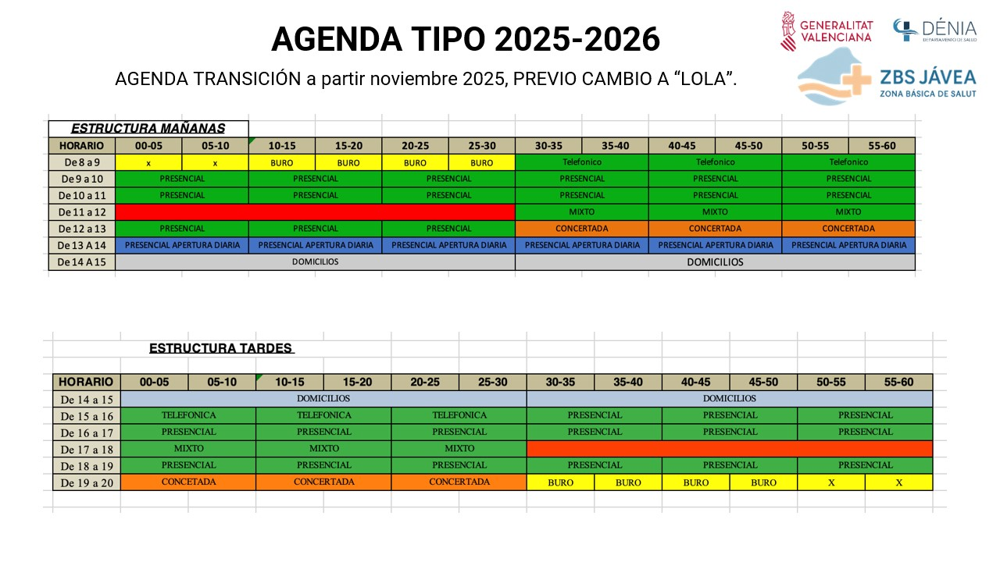 AGENDA TIPO 2025-2026
AGENDA TRANSICIÓN a partir noviembre 2025, PREVIO CAMBIO A “LOLA”.
GENERALITAT
VALENCIANA
DÉNIA
DEPARTAMENTO DE SALUD
ZBS JÁVEA
ZONA BÁSICA DE SALUT
ESTRUCTURA MAÑANAS
HORARIO 00-05 05-10 10-15 15-20 20-25 25-30 30-35 35-40 40-45 45-50 50-55 55-60
De 8 a 9 x x BURO BURO BURO BURO Telefonico Telefonico Telefonico
De 9 a 10 PRESENCIAL PRESENCIAL PRESENCIAL PRESENCIAL PRESENCIAL PRESENCIAL
De 10 a 11 PRESENCIAL PRESENCIAL PRESENCIAL PRESENCIAL PRESENCIAL PRESENCIAL
De 11 a 12 MIXTO MIXTO MIXTO
De 12 a 13 PRESENCIAL PRESENCIAL PRESENCIAL CONCERTADA CONCERTADA CONCERTADA
De 13 A 14 PRESENCIAL APERTURA DIARIA PRESENCIAL APERTURA DIARIA PRESENCIAL APERTURA DIARIA PRESENCIAL APERTURA DIARIA PRESENCIAL APERTURA DIARIA PRESENCIAL APERTURA DIARIA
De 14 A 15 DOMICILIOS DOMICILIOS
ESTRUCTURA TARDES
HORARIO 00-05 05-10 10-15 15-20 20-25 25-30 30-35 35-40 40-45 45-50 50-55 55-60
De 14 a 15 DOMICILIOS DOMICILIOS
De 15 a 16 TELEFONICA TELEFONICA TELEFONICA PRESENCIAL PRESENCIAL PRESENCIAL
De 16 a 17 PRESENCIAL PRESENCIAL PRESENCIAL PRESENCIAL PRESENCIAL PRESENCIAL
De 17 a 18 MIXTO MIXTO MIXTO
De 18 a 19 PRESENCIAL PRESENCIAL PRESENCIAL PRESENCIAL PRESENCIAL PRESENCIAL
De 19 a 20 CONCETADA CONCERTADA CONCERTADA BURO BURO BURO BURO X X